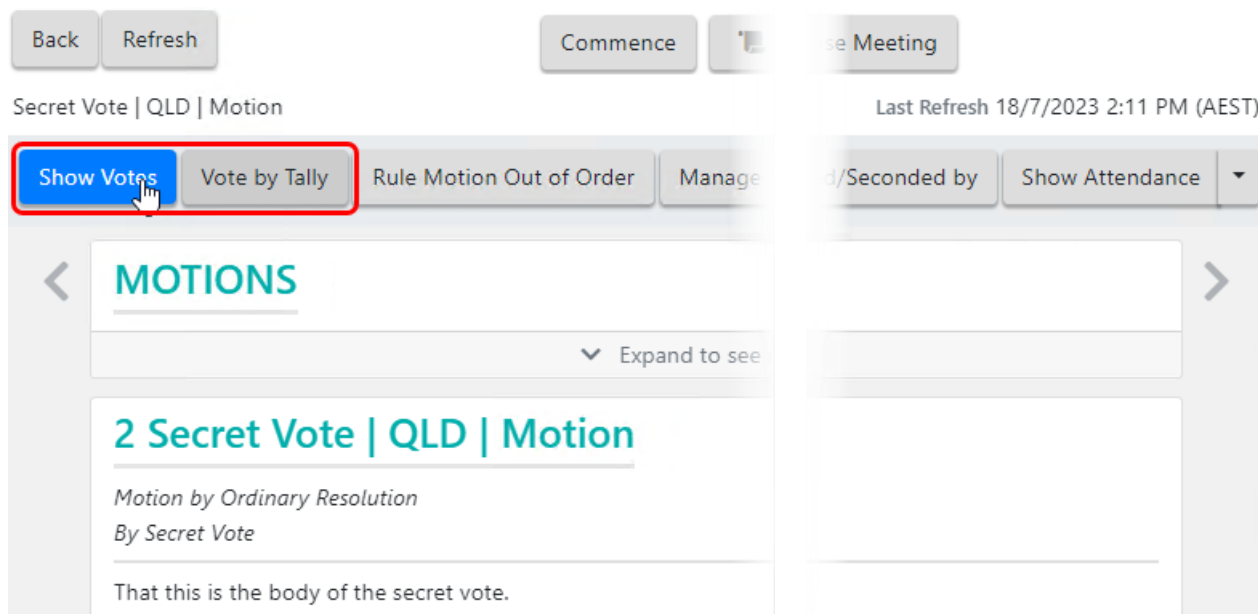 Back Refresh Commence se Meeting
Secret Vote | QLD | Motion Last Refresh 18/7/2023 2:11 PM (AEST)
Show Votes Vote by Tally Rule Motion Out of Order Manage d/Seconded by Show Attendance
MOTIONS
Expand to see
2 Secret Vote | QLD | Motion
Motion by Ordinary Resolution
By Secret Vote
That this is the body of the secret vote.